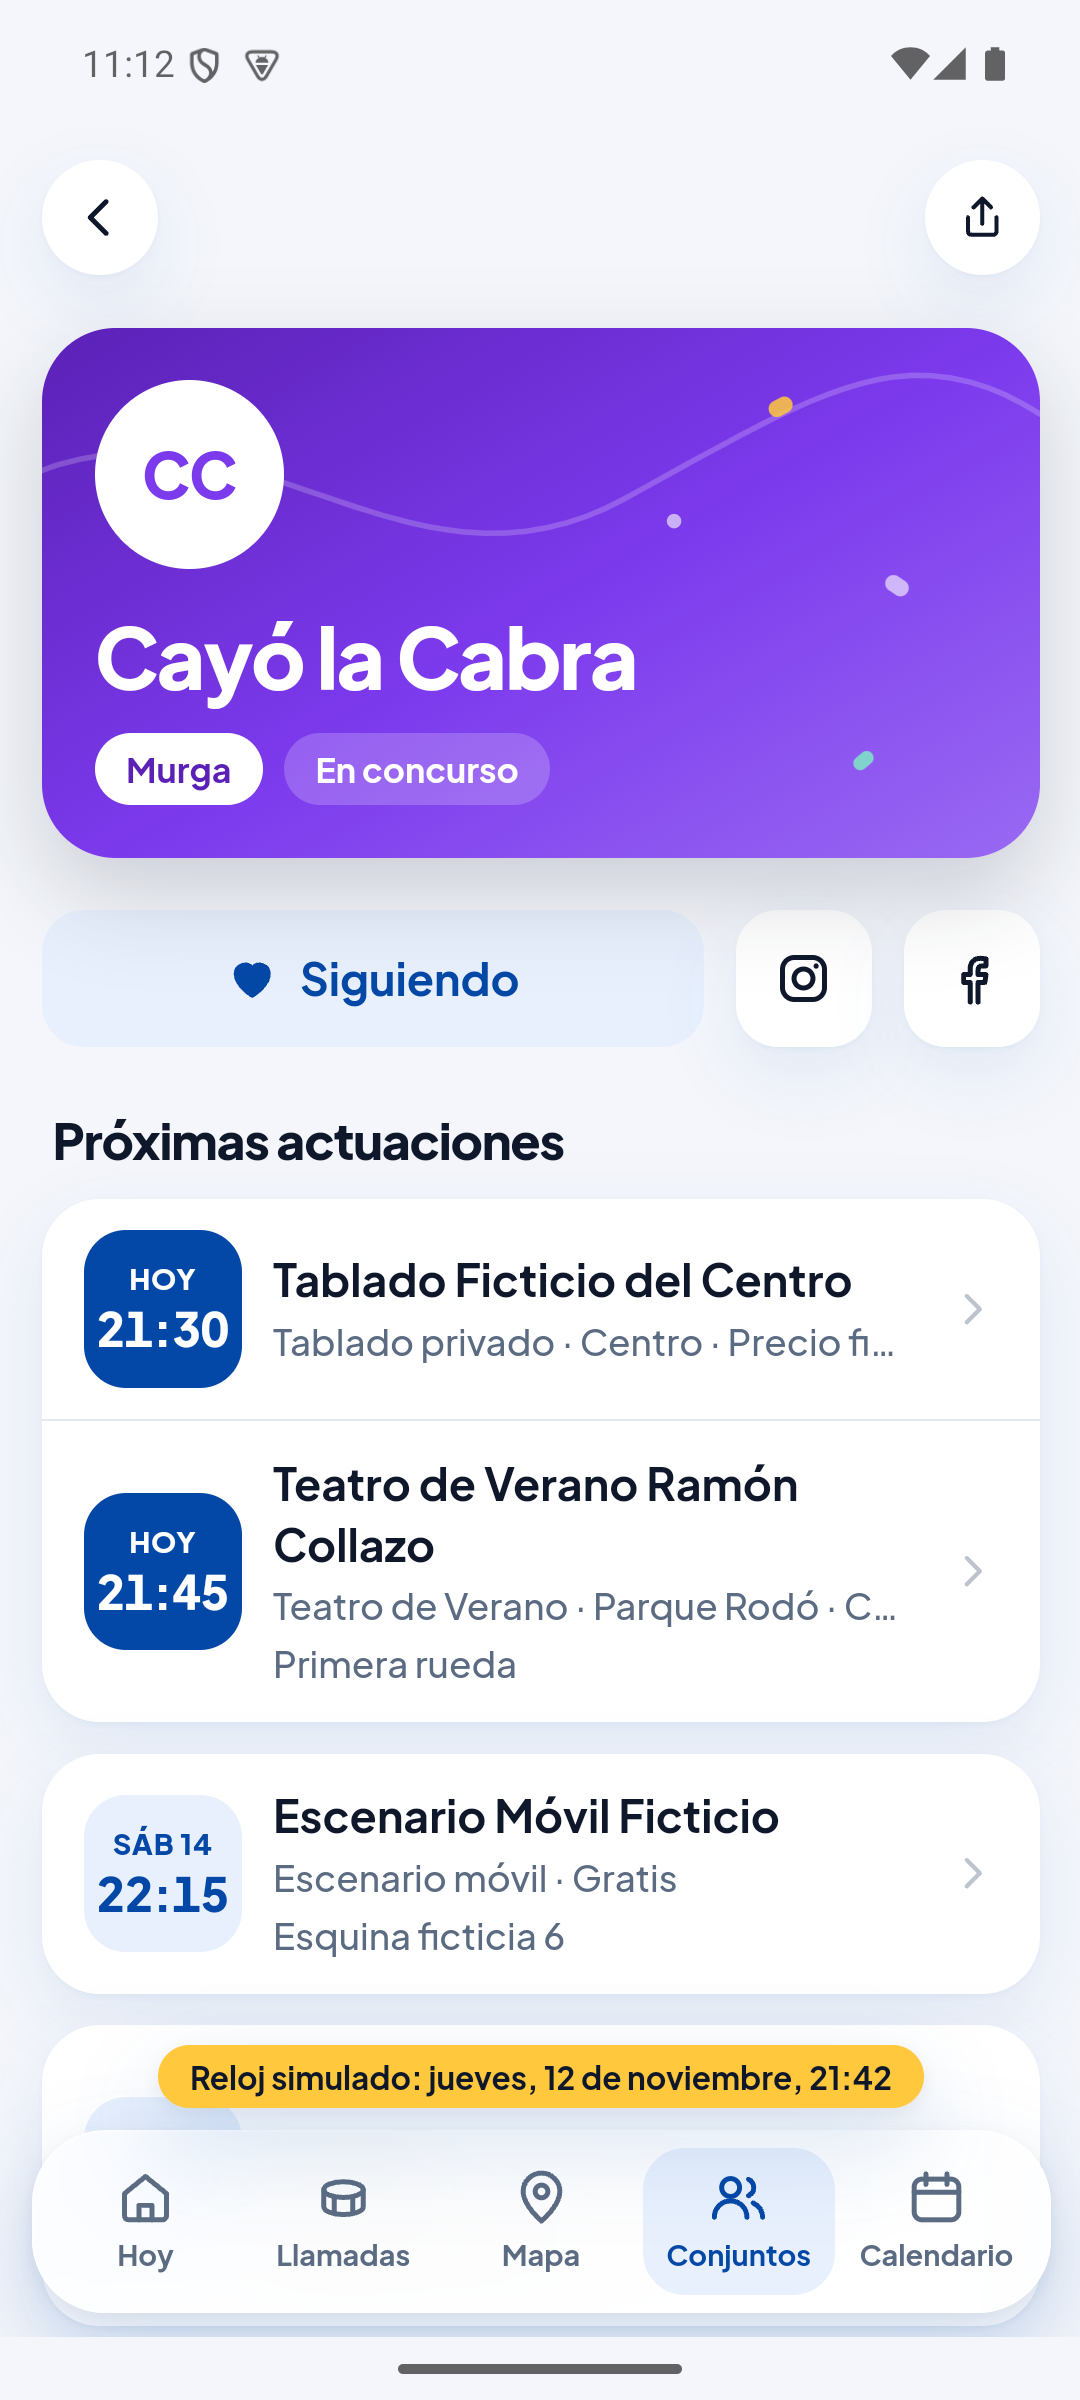 11:12
CC
Cayó la Cabra
Murga
En concurso
Siguiendo
Próximas actuaciones
HOY
21:30
Tablado Ficticio del Centro
Tablado privado · Centro · Precio fi...
HOY
21:45
Teatro de Verano Ramón
Collazo
Teatro de Verano · Parque Rodó · C...
Primera rueda
SÁB 14
22:15
Escenario Móvil Ficticio
Escenario móvil · Gratis
Esquina ficticia 6
Reloj simulado: jueves, 12 de noviembre, 21:42
Hoy
Llamadas
Mapa
Conjuntos
Calendario